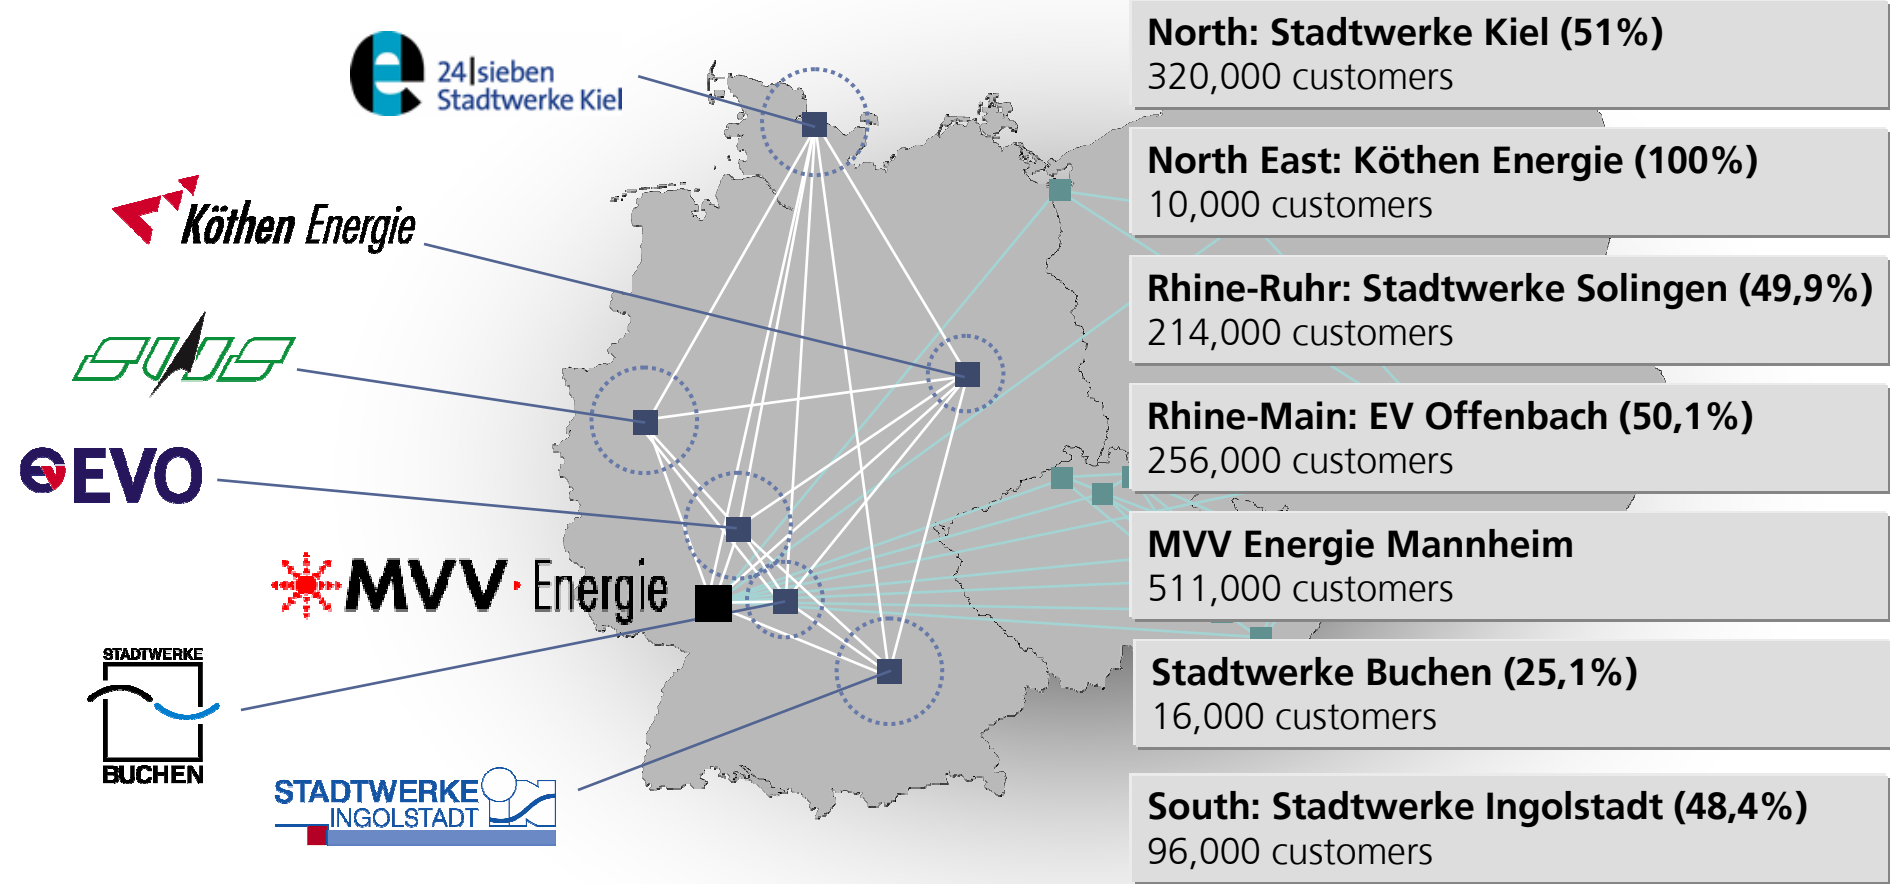 24|sieben
Stadtwerke Kiel
Köthen Energie
SWS
EVO
MVV Energie
STADTWERKE
BUCHEN
STADTWERKE
INGOLSTADT
North: Stadtwerke Kiel (51%)
320,000 customers
North East: Köthen Energie (100%)
10,000 customers
Rhine-Ruhr: Stadtwerke Solingen (49,9%)
214,000 customers
Rhine-Main: EV Offenbach (50,1%)
256,000 customers
MVV Energie Mannheim
511,000 customers
Stadtwerke Buchen (25,1%)
16,000 customers
South: Stadtwerke Ingolstadt (48,4%)
96,000 customers